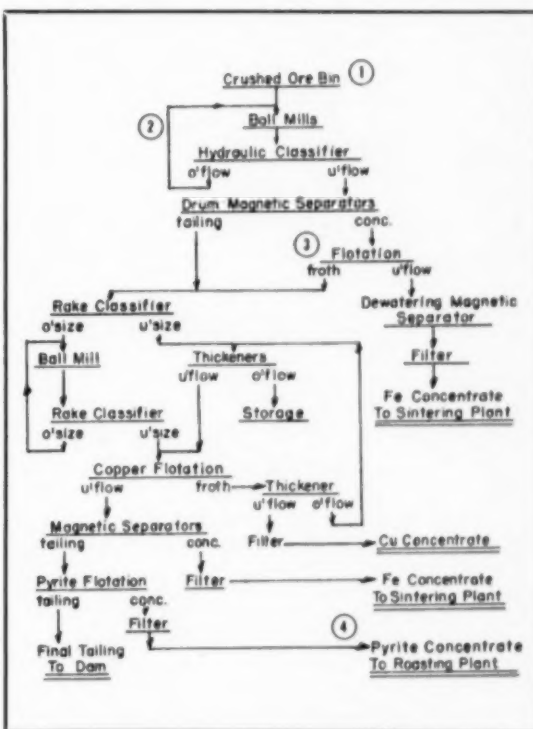 Crushed Ore Bin 1
2 Ball Mills
Hydraulic Classifier
o'flow u'flow
Drum Magnetic Separators
tailing conc.
3 Flotation
froth u'flow
Rake Classifier Dewatering Magnetic
o'size u'size Separator
Ball Mill Thickeners Filter
u'flow o'flow
Rake Classifier Storage Fe Concentrate
o'size u'size To Sintering Plant
Copper Flotation
u'flow froth Thickener
u'flow o'flow
Magnetic Separators
tailing conc. Filter Cu Concentrate
Pyrite Flotation Filter Fe Concentrate
tailing conc. To Sintering Plant
Filter 4
Final Tailing Pyrite Concentrate
To Dam To Roasting Plant